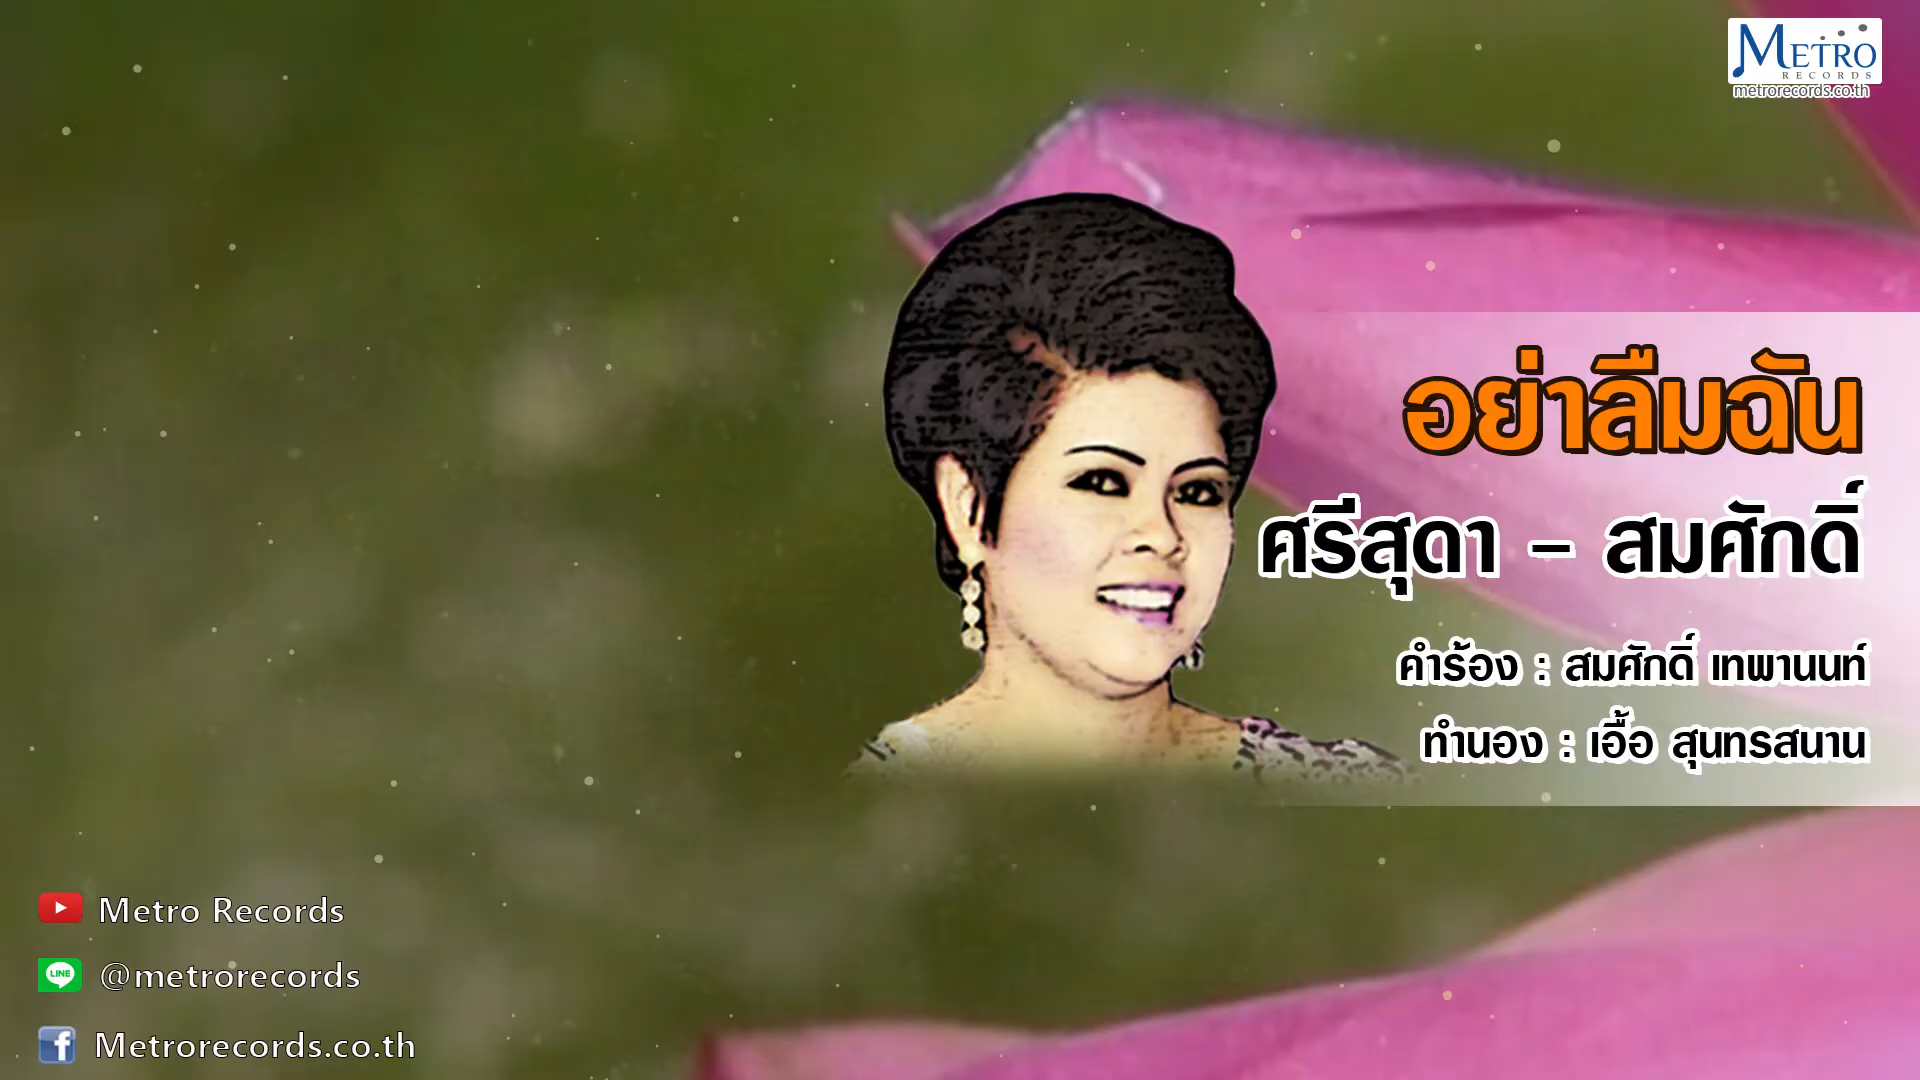 METRO
RECORDS
metrorecords.co.th
อย่าลืมฉัน
ศรีสุดา – สมศักดิ์
คำร้อง : สมศักดิ์ เทพานนท์
ทำนอง : เอื้อ สุนทรสนาน
Metro Records
LINE @metrorecords
f Metrorecords.co.th